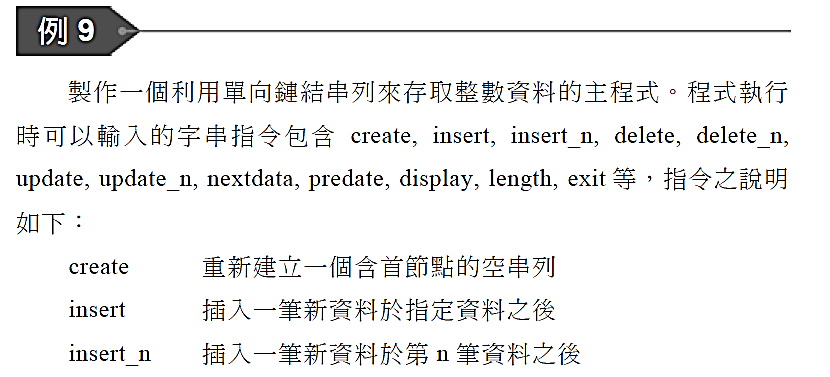 例 9
製作一個利用單向鏈結串列來存取整數資料的主程式。程式執行
時可以輸入的字串指令包含 create, insert, insert_n, delete, delete_n,
update, update_n, nextdata, predate, display, length, exit 等,指令之說明
如下:
create 重新建立一個含首節點的空串列
insert 插入一筆新資料於指定資料之後
insert_n 插入一筆新資料於第 n 筆資料之後